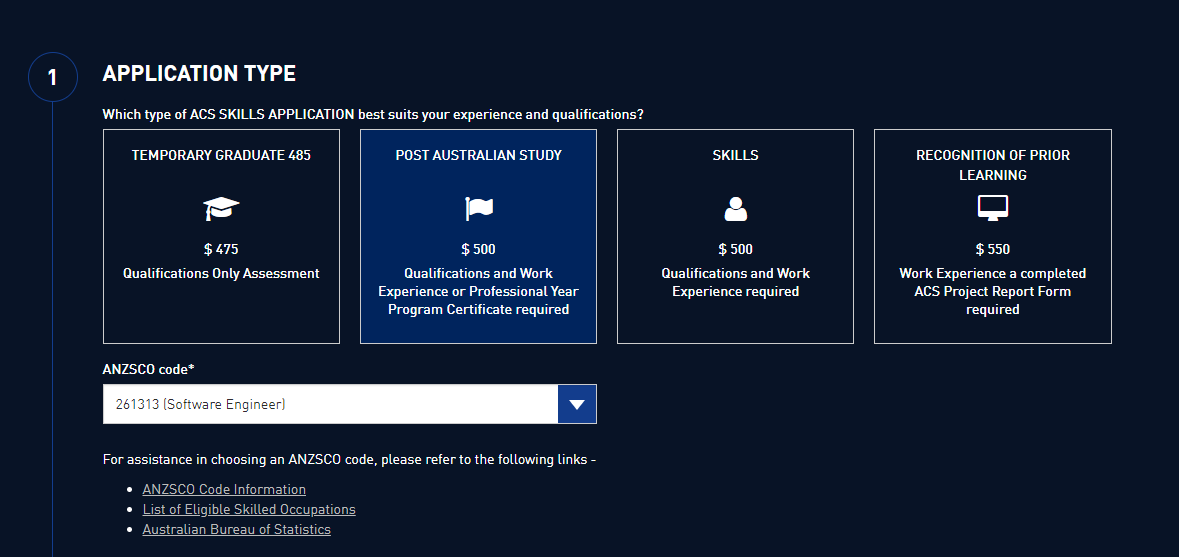 1
APPLICATION TYPE
Which type of ACS SKILLS APPLICATION best suits your experience and qualifications?
TEMPORARY GRADUATE 485
$ 475
Qualifications Only Assessment
POST AUSTRALIAN STUDY
$ 500
Qualifications and Work
Experience or Professional Year
Program Certificate required
SKILLS
$ 500
Qualifications and Work
Experience required
RECOGNITION OF PRIOR
LEARNING
$ 550
Work Experience a completed
ACS Project Report Form
required
ANZSCO code*
261313 (Software Engineer)
For assistance in choosing an ANZSCO code, please refer to the following links -
• ANZSCO Code Information
• List of Eligible Skilled Occupations
• Australian Bureau of Statistics